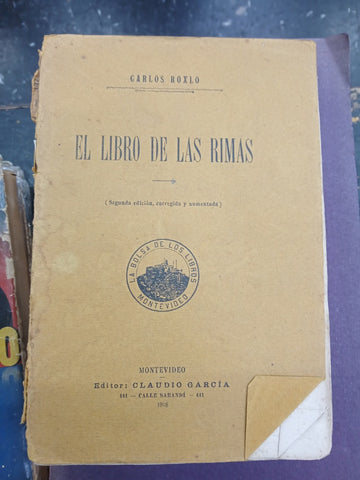 CARLOS ROXLO
EL LIBRO DE LAS RIMAS
(Segunda edición, corregida y aumentada)
LA BOLSA DE LOS LIBROS
MONTEVIDEO
MONTEVIDEO
Editor: CLAUDIO GARCÍA
441 — CALLE SARANDÍ — 441